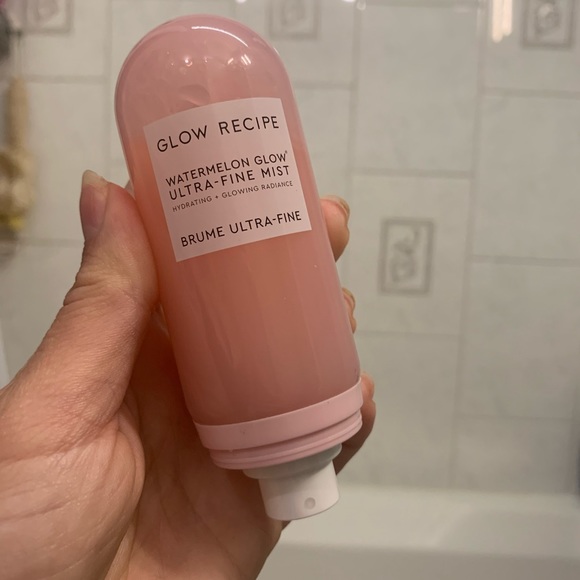 GLOW RECIPE
WATERMELON GLOW®
ULTRA-FINE MIST
HYDRATING + GLOWING RADIANCE
BRUME ULTRA-FINE